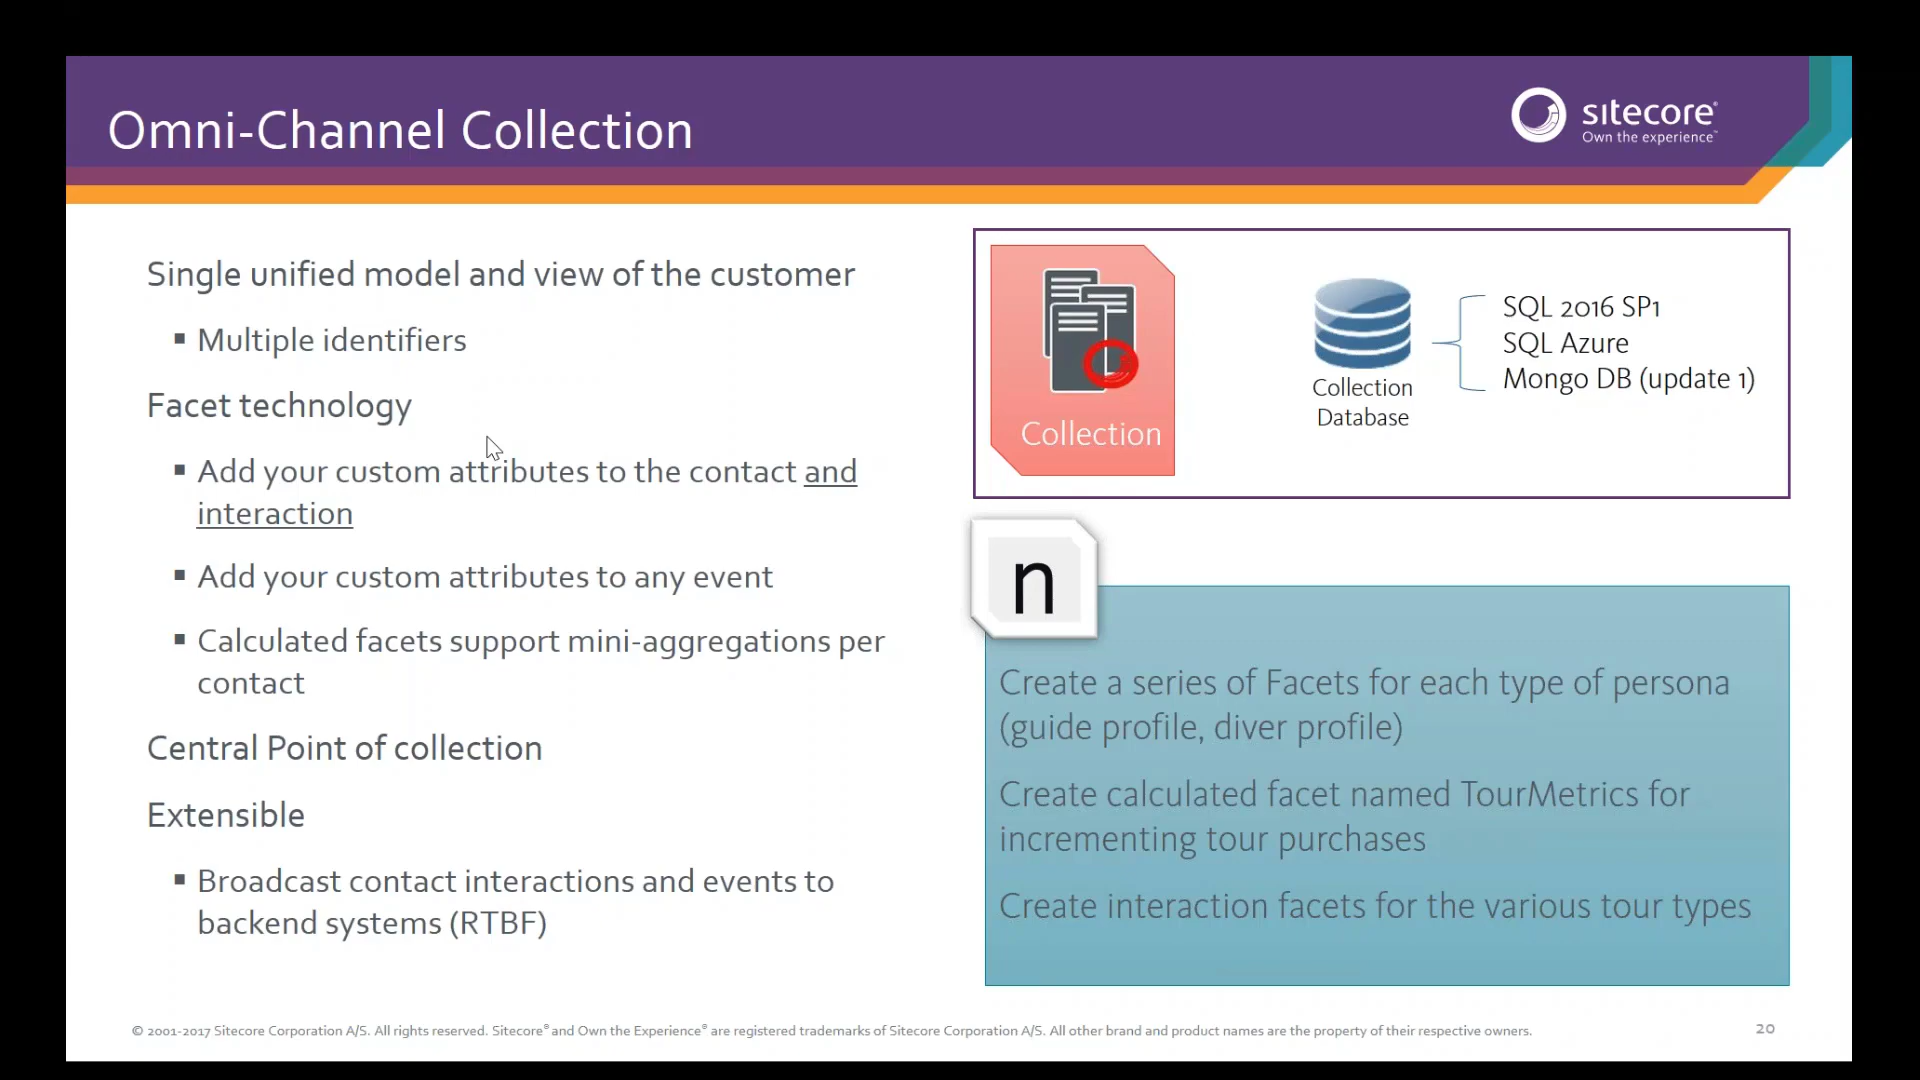 Omni-Channel Collection
sitecore®
Own the experience™
Single unified model and view of the customer
▪ Multiple identifiers
Facet technology
▪ Add your custom attributes to the contact and
interaction
▪ Add your custom attributes to any event
▪ Calculated facets support mini-aggregations per
contact
Central Point of collection
Extensible
▪ Broadcast contact interactions and events to
backend systems (RTBF)
Collection
Collection
Database
SQL 2016 SP1
SQL Azure
Mongo DB (update 1)
n
Create a series of Facets for each type of persona
(guide profile, diver profile)
Create calculated facet named TourMetrics for
incrementing tour purchases
Create interaction facets for the various tour types
© 2001-2017 Sitecore Corporation A/S. All rights reserved. Sitecore® and Own the Experience® are registered trademarks of Sitecore Corporation A/S. All other brand and product names are the property of their respective owners.
20